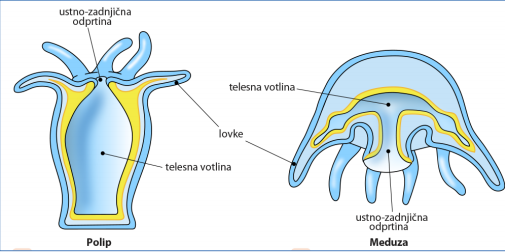 ustno-zadnjična
odprtina
telesna votlina
lovke
telesna votlina
ustno-zadnjična
odprtina
Polip
Meduza